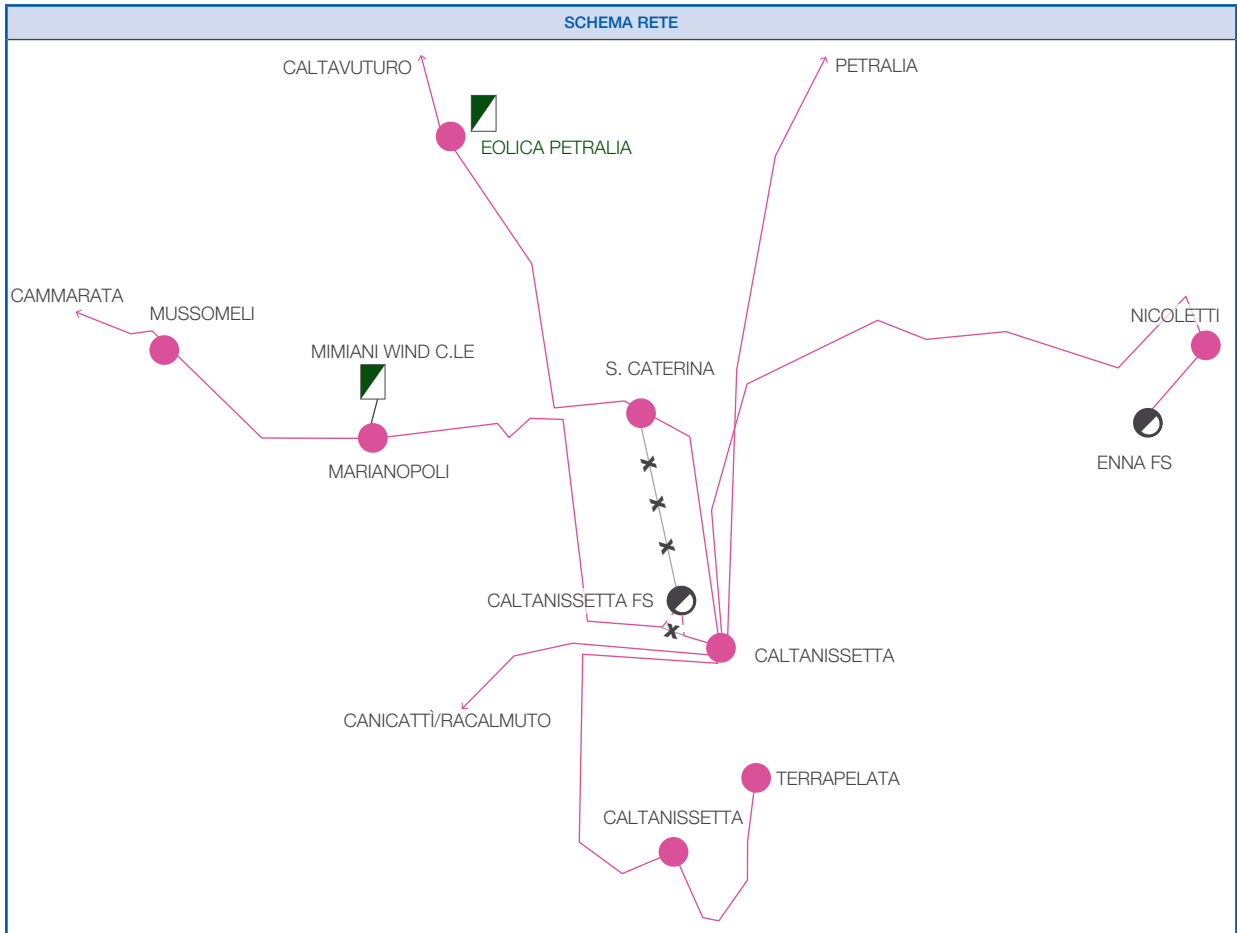 SCHEMA RETE
CALTAVUTURO
PETRALIA
EOLICA PETRALIA
CAMMARATA
MUSSOMELI
NICOLETTI
MIMIANI WIND C.LE
S. CATERINA
MARIANOPOLI
ENNA FS
CALTANISSETTA FS
CALTANISSETTA
CANICATTÌ/RACALMUTO
TERRAPELATA
CALTANISSETTA